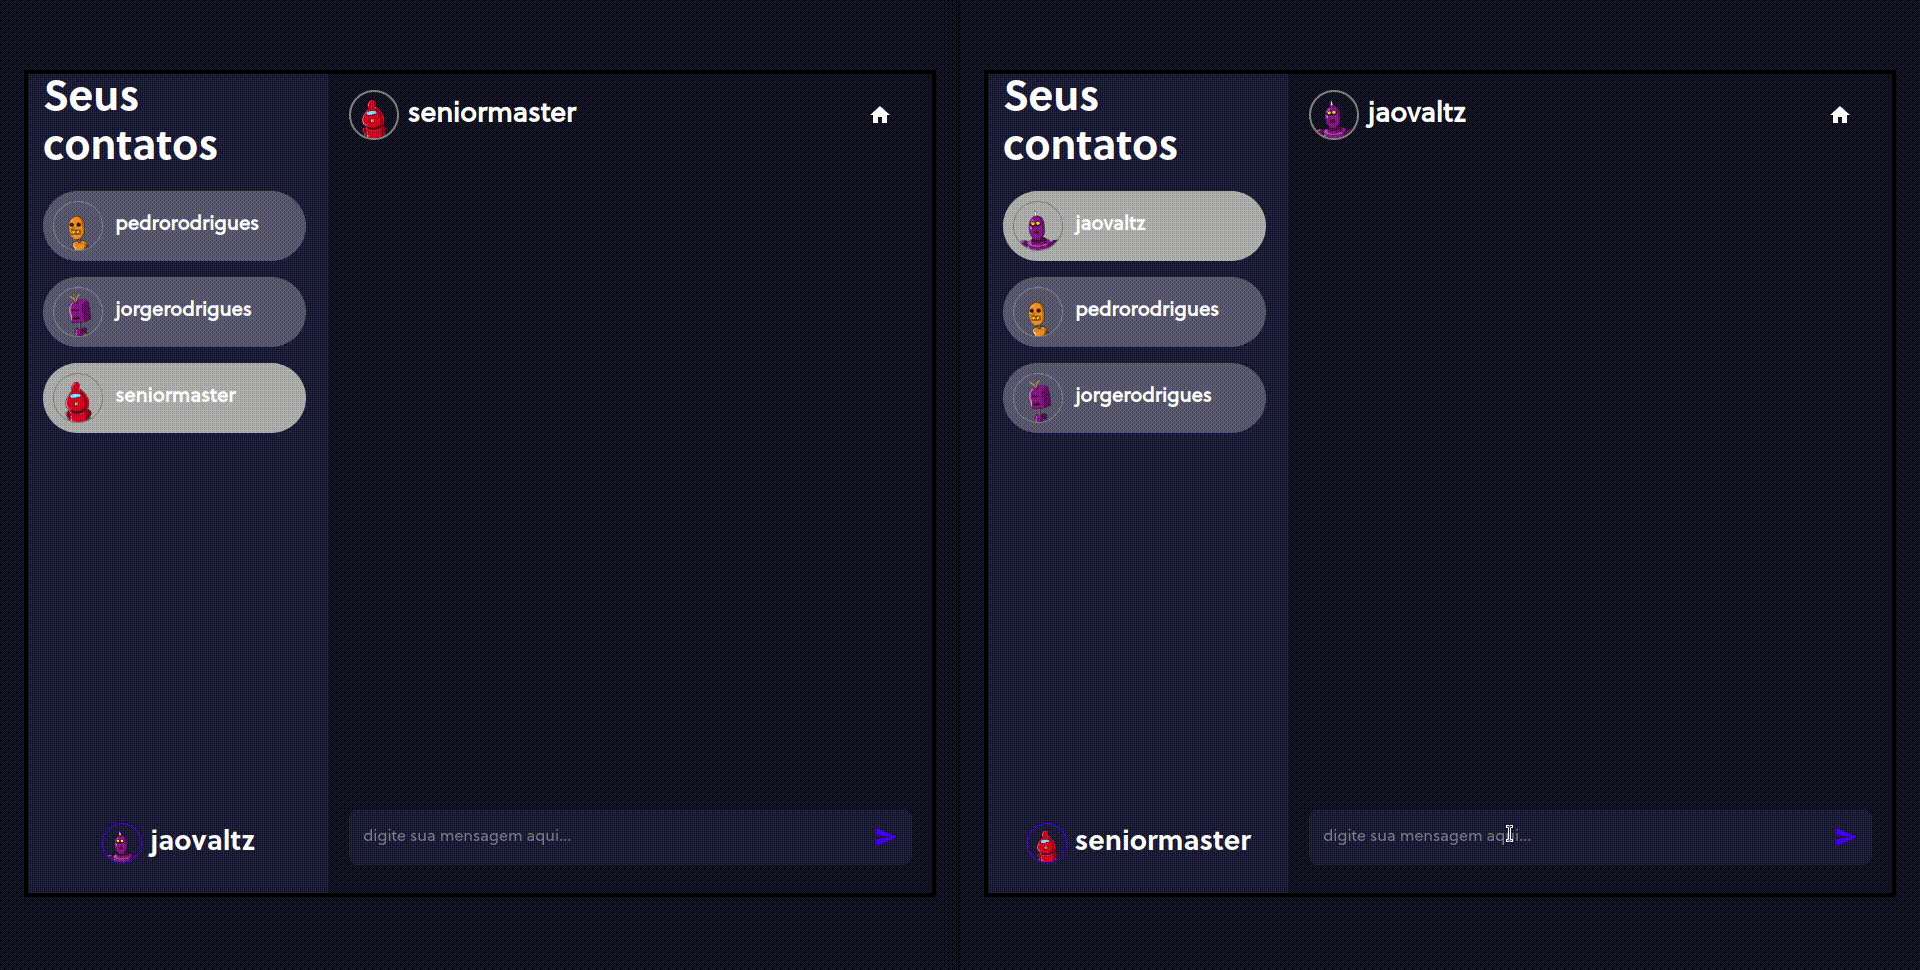 Seus
contatos
pedrorodrigues
jorgerodrigues
seniormaster
jaovaltz
seniormaster
digite sua mensagem aqui...
Seus
contatos
jaovaltz
pedrorodrigues
jorgerodrigues
seniormaster
jaovaltz
digite sua mensagem aqui...